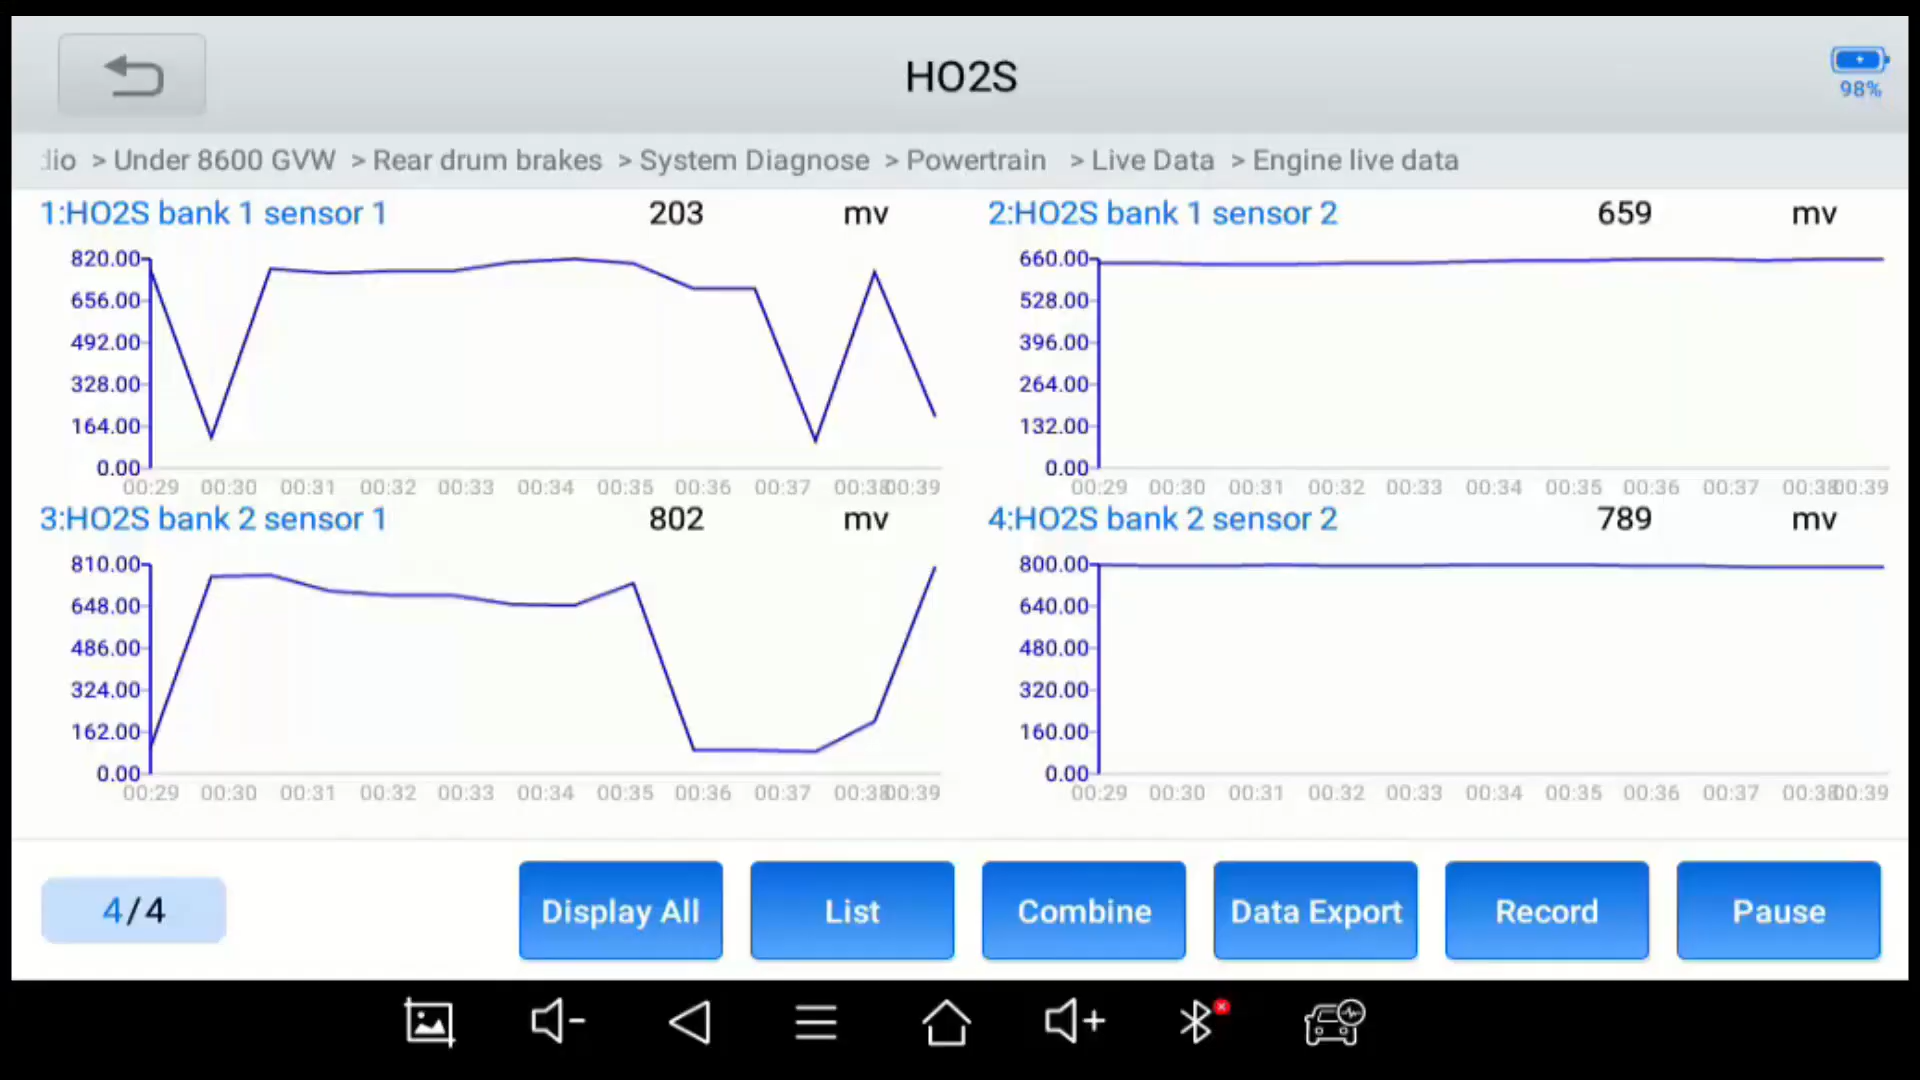 HO2S
98%
> Under 8600 GVW > Rear drum brakes > System Diagnose > Powertrain > Live Data > Engine live data
1:HO2S bank 1 sensor 1 203 mv
820.00
656.00
492.00
328.00
164.00
0.00
00:29 00:30 00:31 00:32 00:33 00:34 00:35 00:36 00:37 00:38 00:39
2:HO2S bank 1 sensor 2 659 mv
660.00
528.00
396.00
264.00
132.00
0.00
00:29 00:30 00:31 00:32 00:33 00:34 00:35 00:36 00:37 00:38 00:39
3:HO2S bank 2 sensor 1 802 mv
810.00
648.00
486.00
324.00
162.00
0.00
00:29 00:30 00:31 00:32 00:33 00:34 00:35 00:36 00:37 00:38 00:39
4:HO2S bank 2 sensor 2 789 mv
800.00
640.00
480.00
320.00
160.00
0.00
00:29 00:30 00:31 00:32 00:33 00:34 00:35 00:36 00:37 00:38 00:39
4/4
Display All
List
Combine
Data Export
Record
Pause